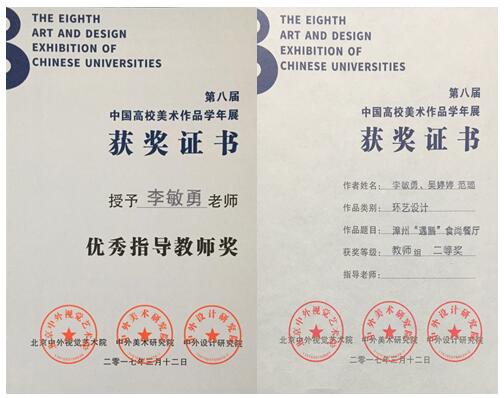 THE EIGHTH
ART AND DESIGN
EXHIBITION OF
CHINESE UNIVERSITIES
第八届
中国高校美术作品学年展
获奖证书
授予 李敏勇 老师
优秀指导教师奖
北京中外视觉艺术院 中外美术研究院 中外设计研究院
二〇一七年三月十二日
THE EIGHTH
ART AND DESIGN
EXHIBITION OF
CHINESE UNIVERSITIES
第八届
中国高校美术作品学年展
获奖证书
作者姓名：李敏勇、吴婷婷 范璐
作品类别：环艺设计
作品题目：漳州“遇膳”食尚餐厅
获奖等级：教师 组 二等奖
指导老师：
北京中外视觉艺术院 中外美术研究院 中外设计研究院
二〇一七年三月十二日